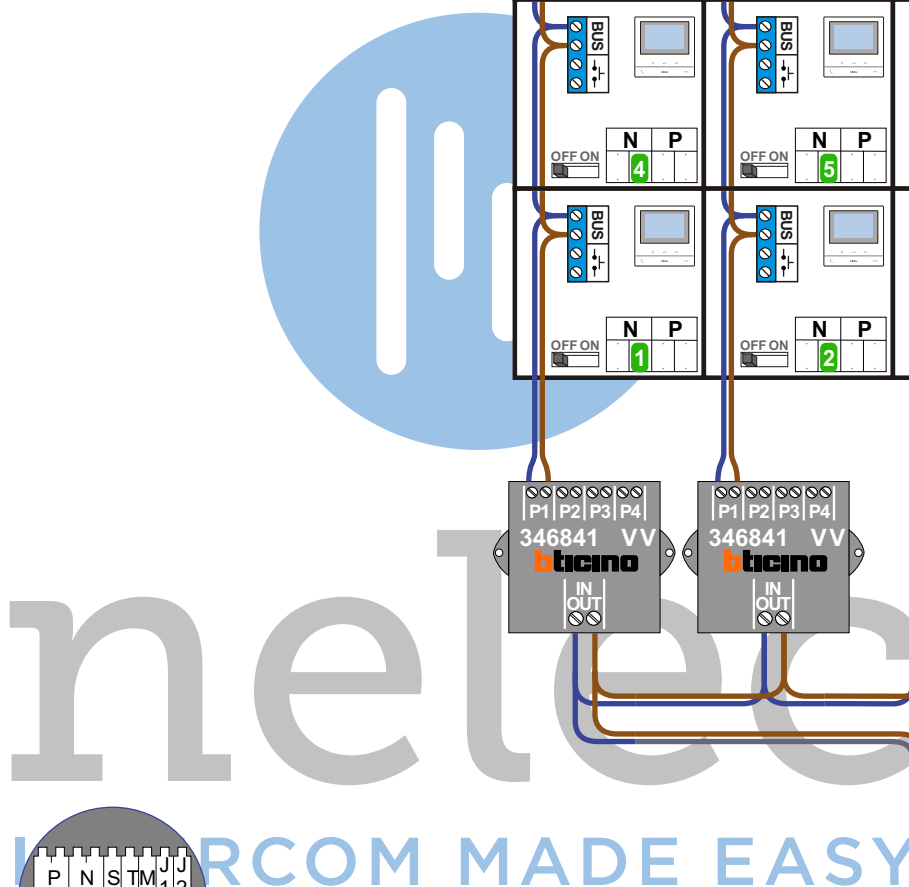 BUS
BUS
N P
N P
OFF ON
4
OFF ON
5
BUS
BUS
N P
N P
OFF ON
1
OFF ON
2
P1 P2 P3 P4
P1 P2 P3 P4
346841 VV
346841 VV
bticino
bticino
IN
OUT
IN
OUT
nelec
RCOM MADE EASY
P N S T M J J
1 2